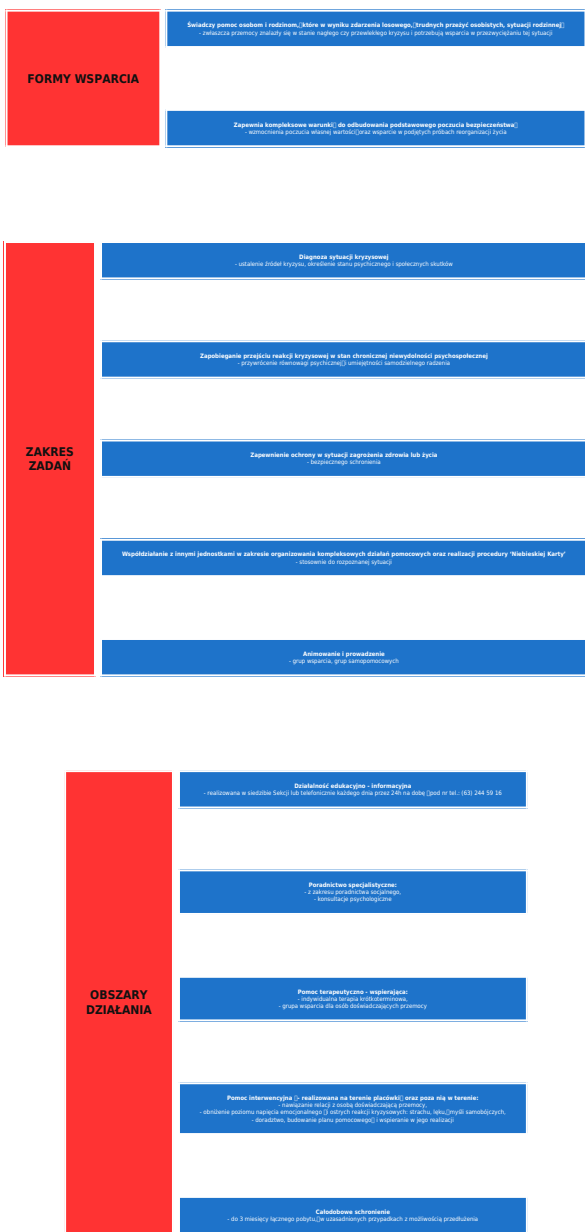 FORMY WSPARCIA
Świadczy pomoc osobom i rodzinom, które w wyniku zdarzenia losowego, trudnych przeżyć osobistych, sytuacji rodzinnej
- zwłaszcza przemocy znalazły się w stanie nagłego czy przewlekłego kryzysu i potrzebują wsparcia w przezwyciężaniu tej sytuacji
Zapewnia kompleksowe warunki do odbudowania podstawowego poczucia bezpieczeństwa
- wzmocnienia poczucia własnej wartości oraz wsparcie w podjętych próbach reorganizacji życia
ZAKRES
ZADAŃ
Diagnoza sytuacji kryzysowej
- ustalenie źródeł kryzysu, określenie stanu psychicznego i społecznych skutków
Zapobieganie przejściu reakcji kryzysowej w stan chronicznej niewydolności psychospołecznej
- przywrócenie równowagi psychicznej i umiejętności samodzielnego radzenia
Zapewnienie ochrony w sytuacji zagrożenia zdrowia lub życia
- bezpiecznego schronienia
Współdziałanie z innymi jednostkami w zakresie organizowania kompleksowych działań pomocowych oraz realizacji procedury 'Niebieskiej Karty'
- stosownie do rozpoznanej sytuacji
Animowanie i prowadzenie
- grup wsparcia, grup samopomocowych
OBSZARY
DZIAŁANIA
Działalność edukacyjno - informacyjna
- realizowana w siedzibie Sekcji lub telefonicznie każdego dnia przez 24h na dobę pod nr tel.: (63) 244 59 16
Poradnictwo specjalistyczne:
- z zakresu poradnictwa socjalnego,
- konsultacje psychologiczne
Pomoc terapeutyczno - wspierająca:
- indywidualna terapia krótkoterminowa,
- grupa wsparcia dla osób doświadczających przemocy
Pomoc interwencyjna - realizowana na terenie placówki oraz poza nią w terenie:
- nawiązanie relacji z osobą doświadczającą przemocy,
- obniżenie poziomu napięcia emocjonalnego i ostrych reakcji kryzysowych: strachu, lęku, myśli samobójczych,
- doradztwo, budowanie planu pomocowego i wspieranie w jego realizacji
Całodobowe schronienie
- do 3 miesięcy łącznego pobytu, w uzasadnionych przypadkach z możliwością przedłużenia